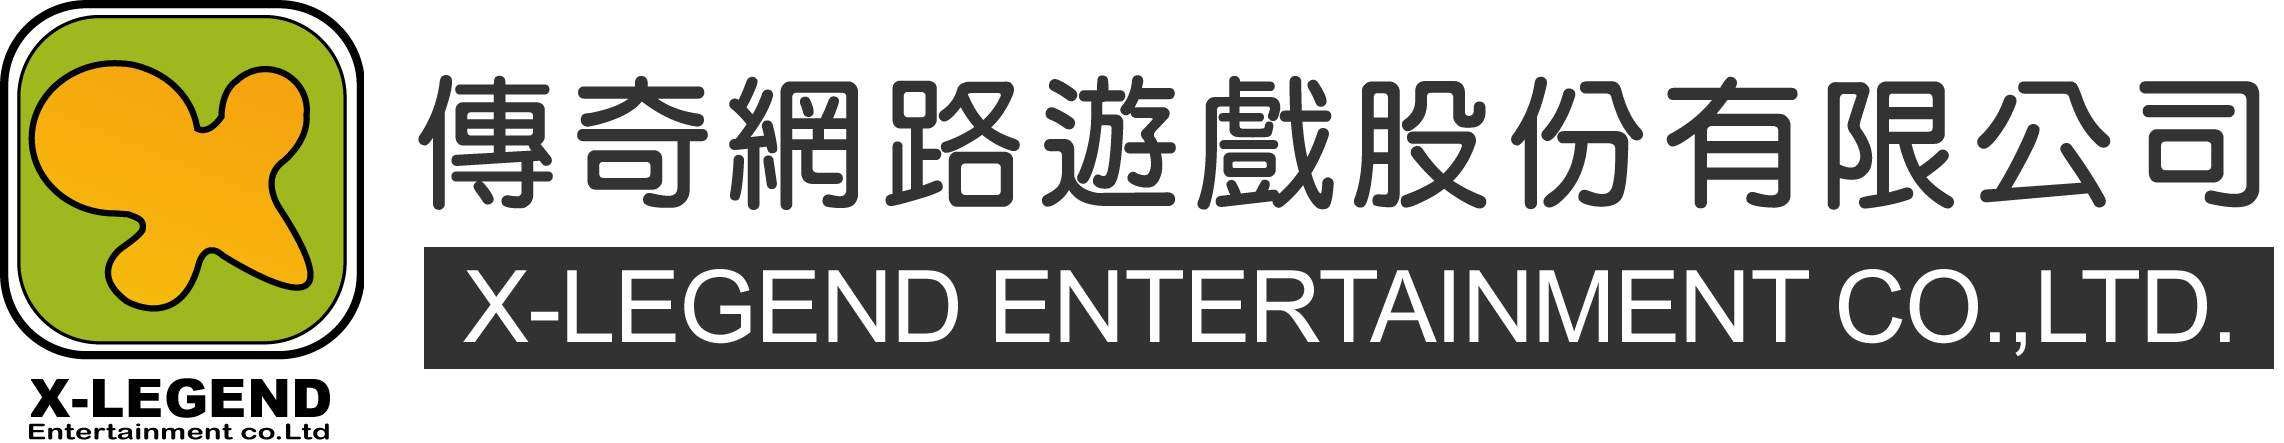 傳奇網路遊戲股份有限公司
X-LEGEND ENTERTAINMENT CO.,LTD.
X-LEGEND
Entertainment co.Ltd